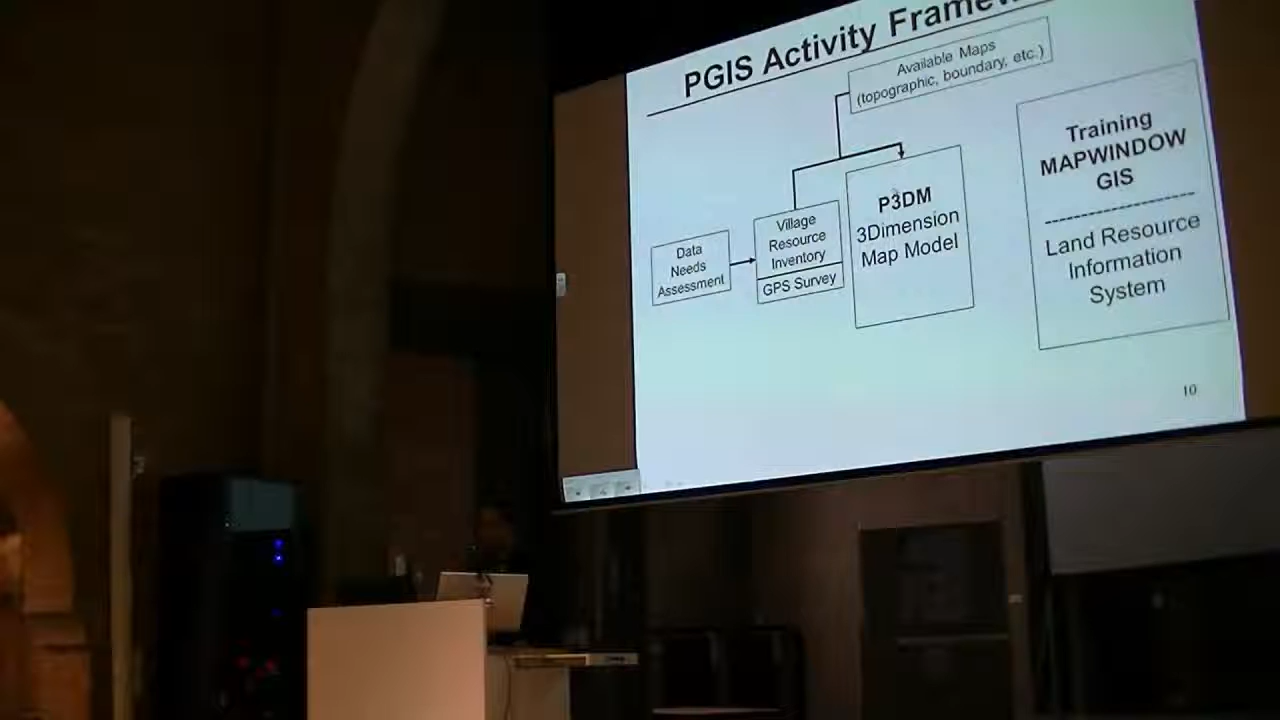 PGIS Activity
Available Maps
(topographic, boundary, etc.)
Training
MAPWINDOW
GIS
Land Resource
Information
System
P3DM
3Dimension
Map Model
Village
Resource
Inventory
GPS Survey
Data
Needs
Assessment
10